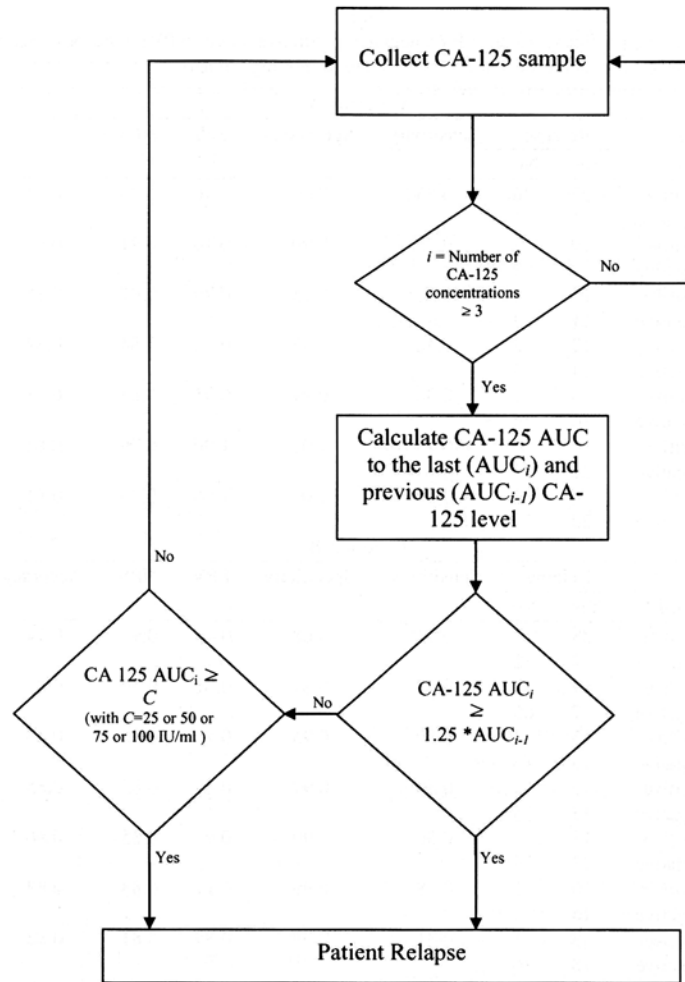 Collect CA-125 sample
i = Number of
CA-125
concentrations
≥ 3
No
Yes
Calculate CA-125 AUC
to the last (AUCi) and
previous (AUCi-1) CA-
125 level
No
CA 125 AUCi ≥
C
(with C=25 or 50 or
75 or 100 IU/ml )
No
CA-125 AUCi
≥
1.25 *AUCi-1
Yes
Yes
Patient Relapse